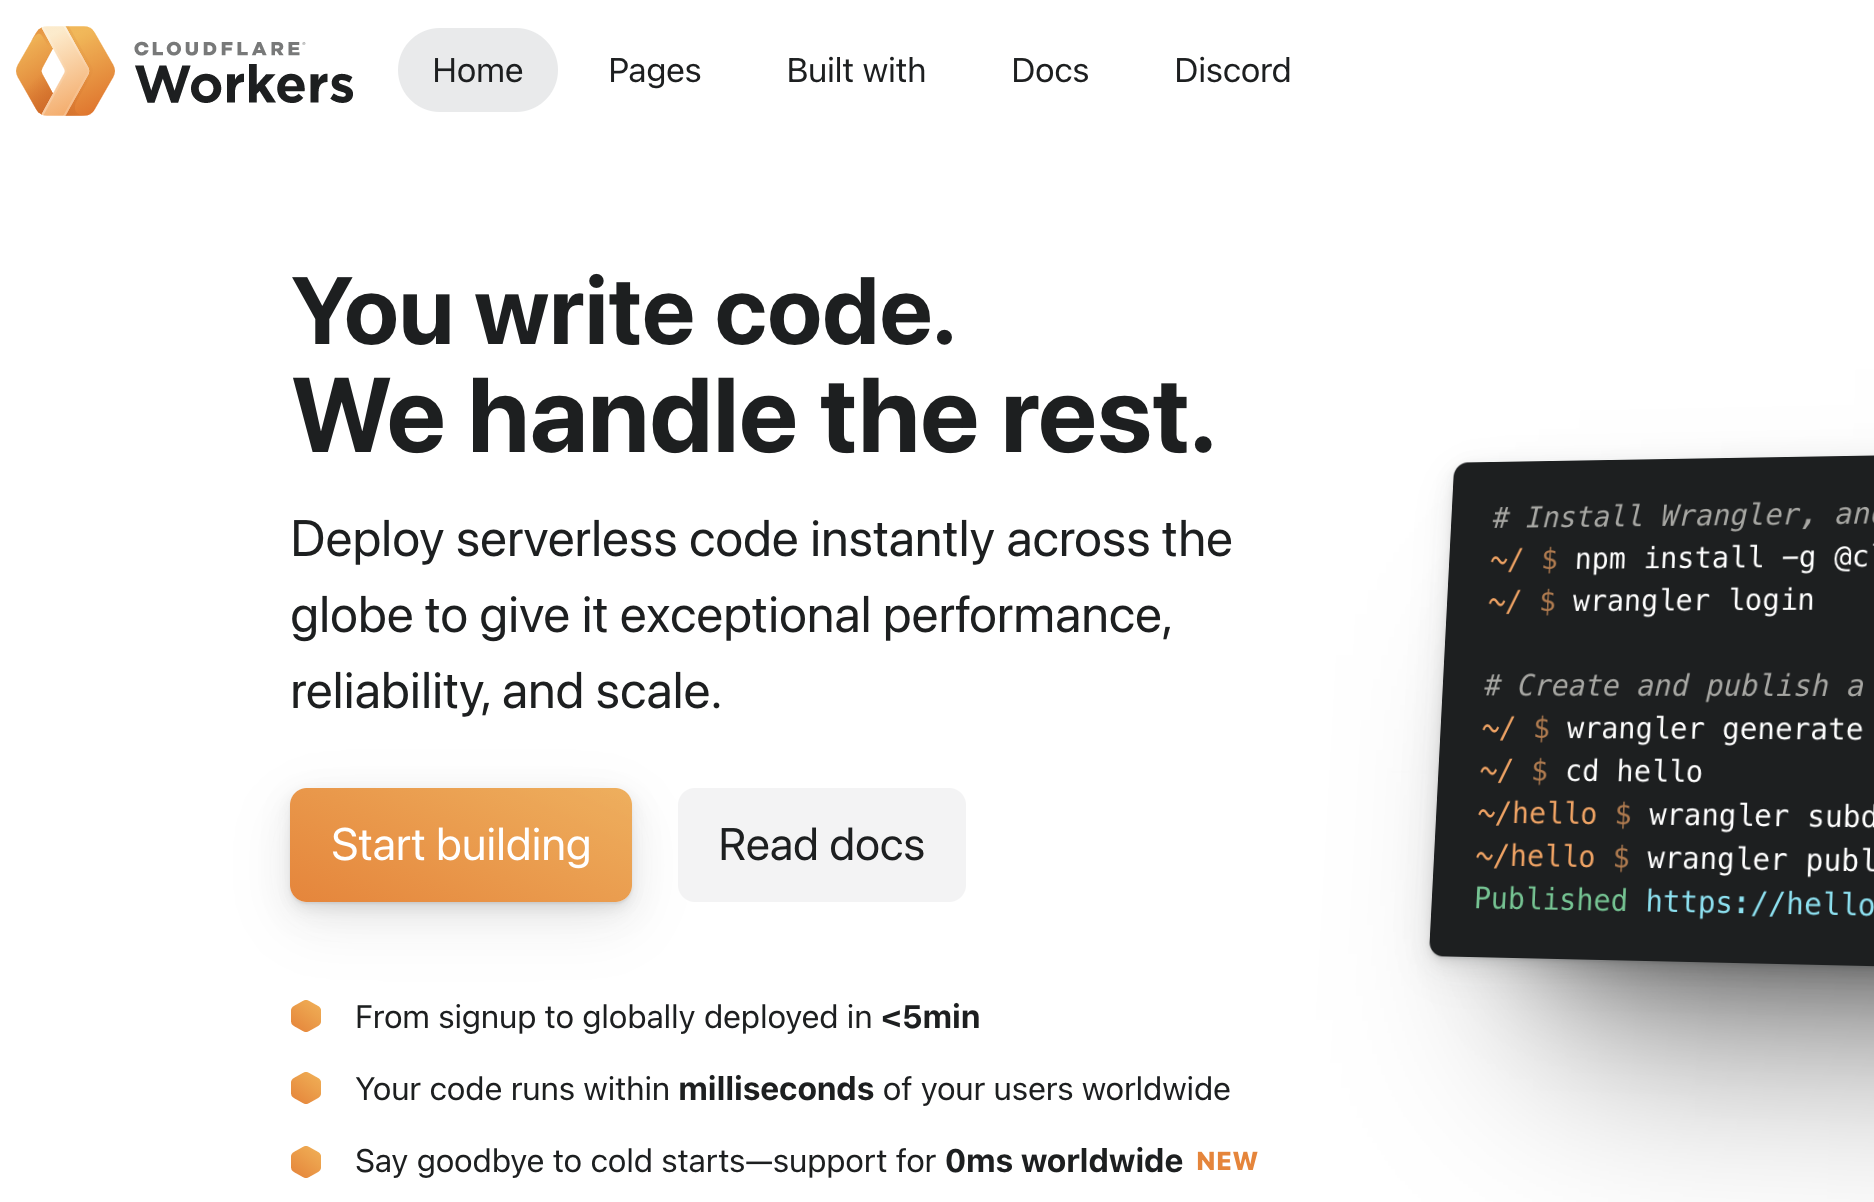 CLOUDFLARE
Workers
Home
Pages
Built with
Docs
Discord
You write code.
We handle the rest.
Deploy serverless code instantly across the
globe to give it exceptional performance,
reliability, and scale.
Start building
Read docs
From signup to globally deployed in <5min
Your code runs within milliseconds of your users worldwide
Say goodbye to cold starts—support for 0ms worldwide NEW
# Install Wrangler, and
~/ $ npm install -g @c
~/ $ wrangler login
# Create and publish a
~/ $ wrangler generate
~/ $ cd hello
~/hello $ wrangler subd
~/hello $ wrangler publ
Published https://hello